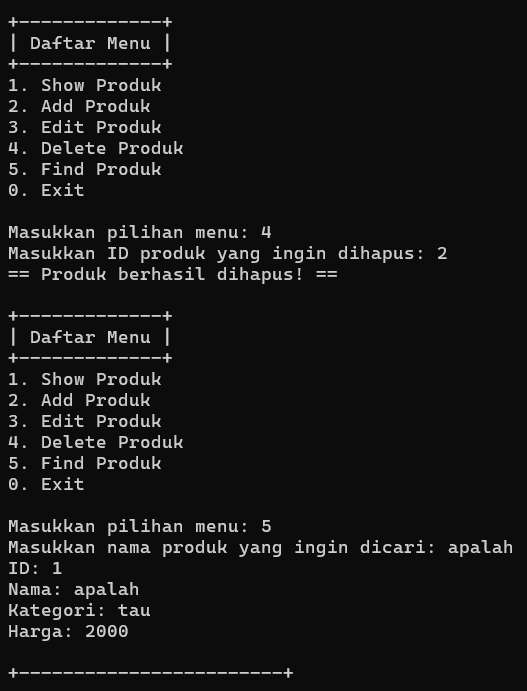 +-------------+
| Daftar Menu |
+-------------+
1. Show Produk
2. Add Produk
3. Edit Produk
4. Delete Produk
5. Find Produk
0. Exit

Masukkan pilihan menu: 4
Masukkan ID produk yang ingin dihapus: 2
== Produk berhasil dihapus! ==

+-------------+
| Daftar Menu |
+-------------+
1. Show Produk
2. Add Produk
3. Edit Produk
4. Delete Produk
5. Find Produk
0. Exit

Masukkan pilihan menu: 5
Masukkan nama produk yang ingin dicari: apalah
ID: 1
Nama: apalah
Kategori: tau
Harga: 2000

+------------------------+